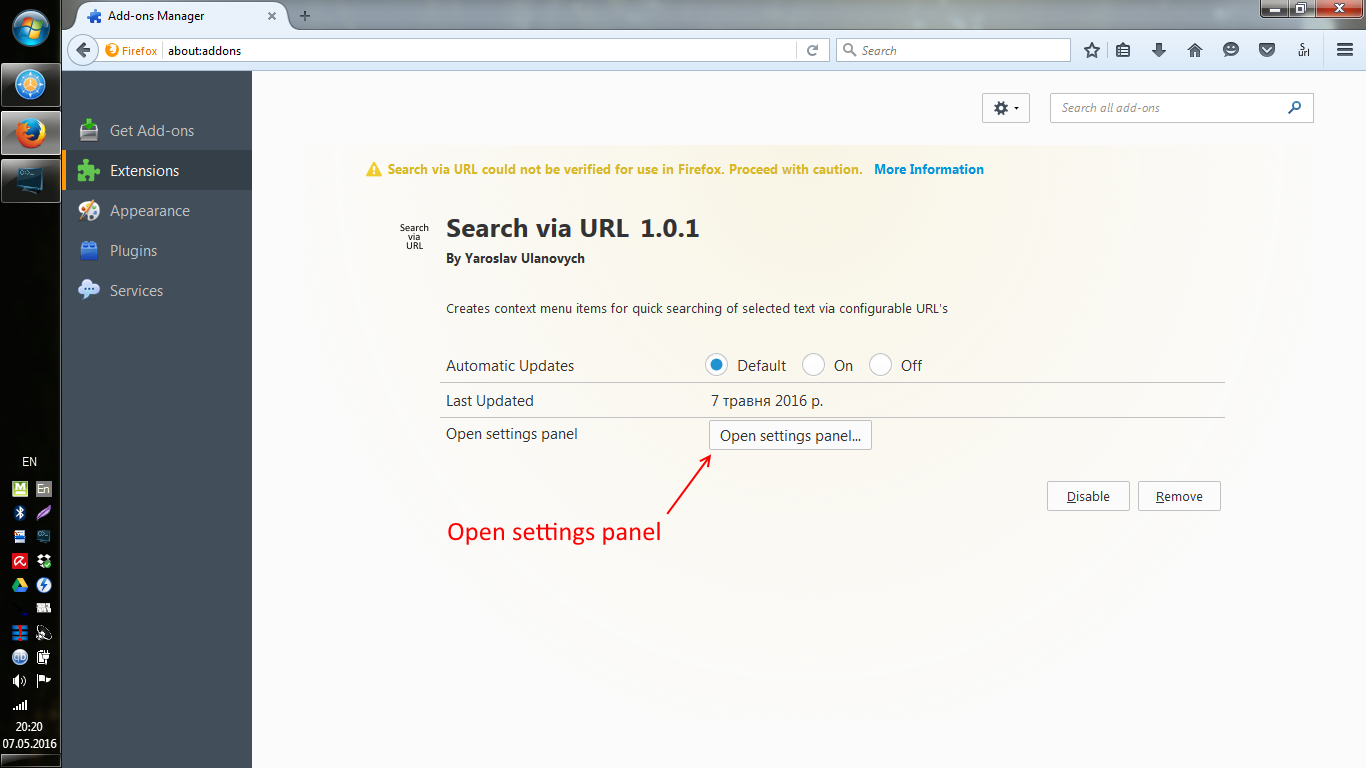 Add-ons Manager
Firefox
about:addons
Search
S
url
Get Add-ons
Extensions
Appearance
Plugins
Services
Search all add-ons
Search via URL could not be verified for use in Firefox. Proceed with caution. More Information
Search
via
URL
Search via URL 1.0.1
By Yaroslav Ulanovych
Creates context menu items for quick searching of selected text via configurable URL's
Automatic Updates Default On Off
Last Updated 7 травня 2016 р.
Open settings panel Open settings panel...
Disable Remove
Open settings panel
EN
M En
20:20
07.05.2016